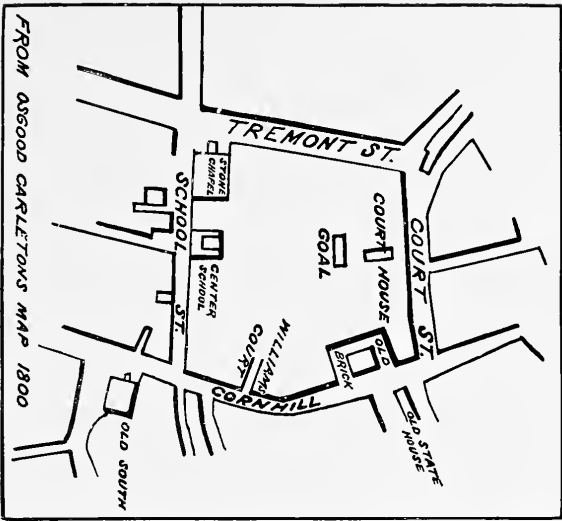 TREMONT ST.
STONE
CHAPEL
SCHOOL ST.
CENTER
SCHOOL
GOAL
COURT HOUSE
COURT ST.
WILLIAMS
COURT
OLD
BRICK
CORNHILL
OLD STATE
HOUSE
OLD SOUTH
FROM OSGOOD CARLETONS MAP 1800